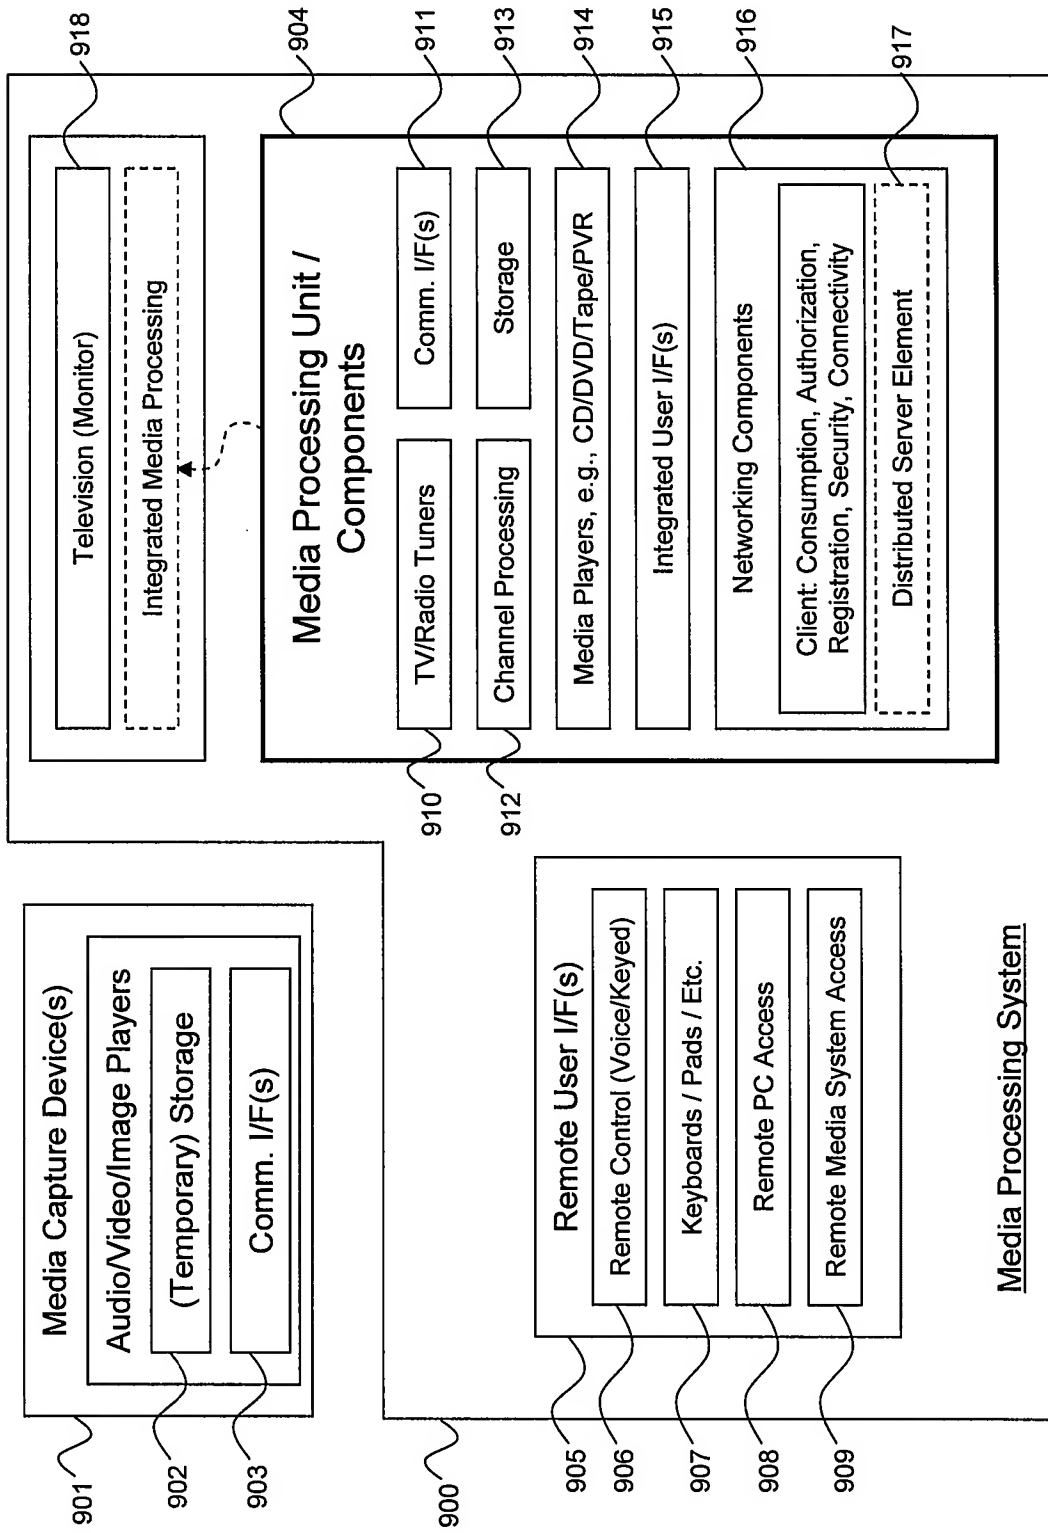 Media Capture Device(s)
Audio/Video/Image Players
(Temporary) Storage
Comm. I/F(s)
901
902
903
900
Remote User I/F(s)
Remote Control (Voice/Keyed)
Keyboards / Pads / Etc.
Remote PC Access
Remote Media System Access
905
906
907
908
909
Television (Monitor)
Integrated Media Processing
918
904
Media Processing Unit /
Components
TV/Radio Tuners
Comm. I/F(s)
910
911
Channel Processing
Storage
912
913
Media Players, e.g., CD/DVD/Tape/PVR
914
Integrated User I/F(s)
915
Networking Components
916
Client: Consumption, Authorization,
Registration, Security, Connectivity
Distributed Server Element
917
Media Processing System